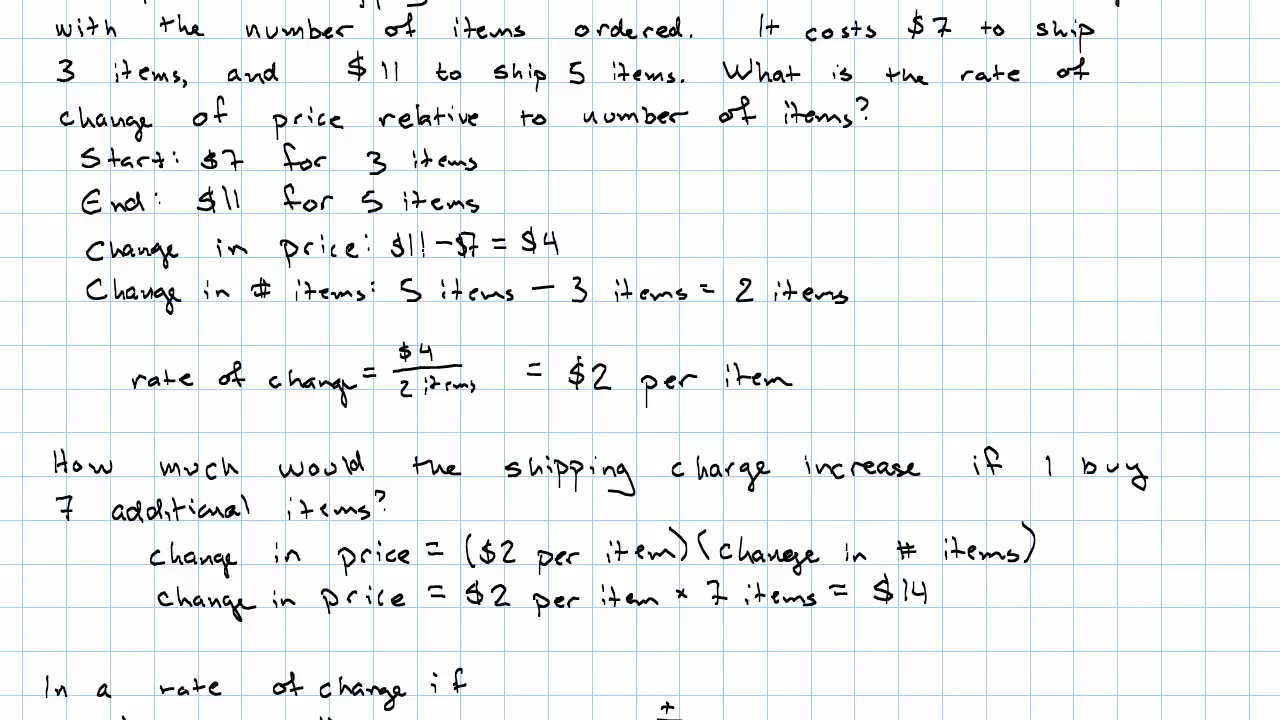 with the number of items ordered. It costs $7 to ship
3 items, and $11 to ship 5 items. What is the rate of
change of price relative to number of items?
Start: $7 for 3 items
End: $11 for 5 items
Change in price: $11 - $7 = $4
Change in # items: 5 items - 3 items = 2 items
rate of change = $4 / 2 items = $2 per item
How much would the shipping charge increase if I buy
7 additional items?
change in price = ($2 per item)(change in # items)
change in price = $2 per item × 7 items = $14
In a rate of change if
+